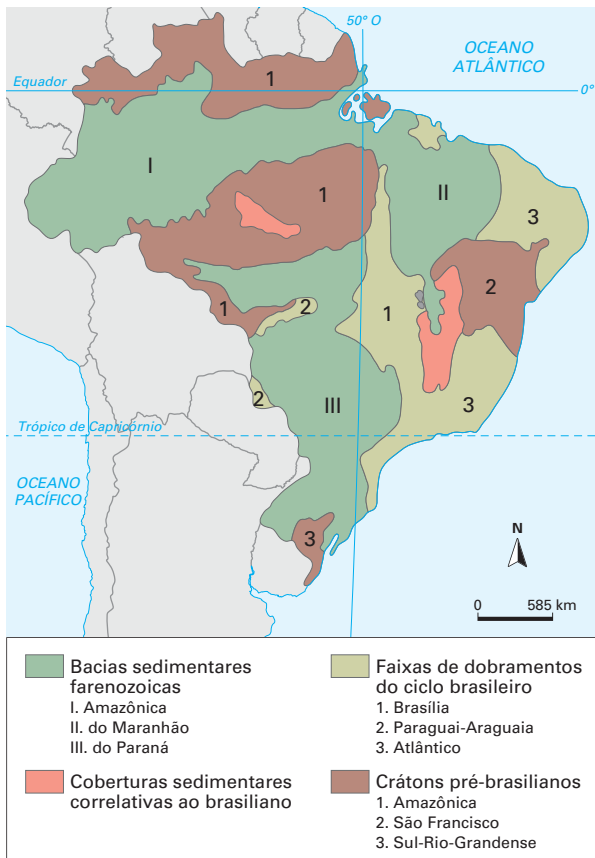 50° O
OCEANO
ATLÂNTICO
Equador
0°
1
I
II
1
3
2
1
2
1
2
III
3
Trópico de Capricórnio
OCEANO
PACÍFICO
3
N
0 585 km
Bacias sedimentares
farenozoicas
I. Amazônica
II. do Maranhão
III. do Paraná
Coberturas sedimentares
correlativas ao brasiliano
Faixas de dobramentos
do ciclo brasileiro
1. Brasília
2. Paraguai-Araguaia
3. Atlântico
Crátons pré-brasilianos
1. Amazônica
2. São Francisco
3. Sul-Rio-Grandense